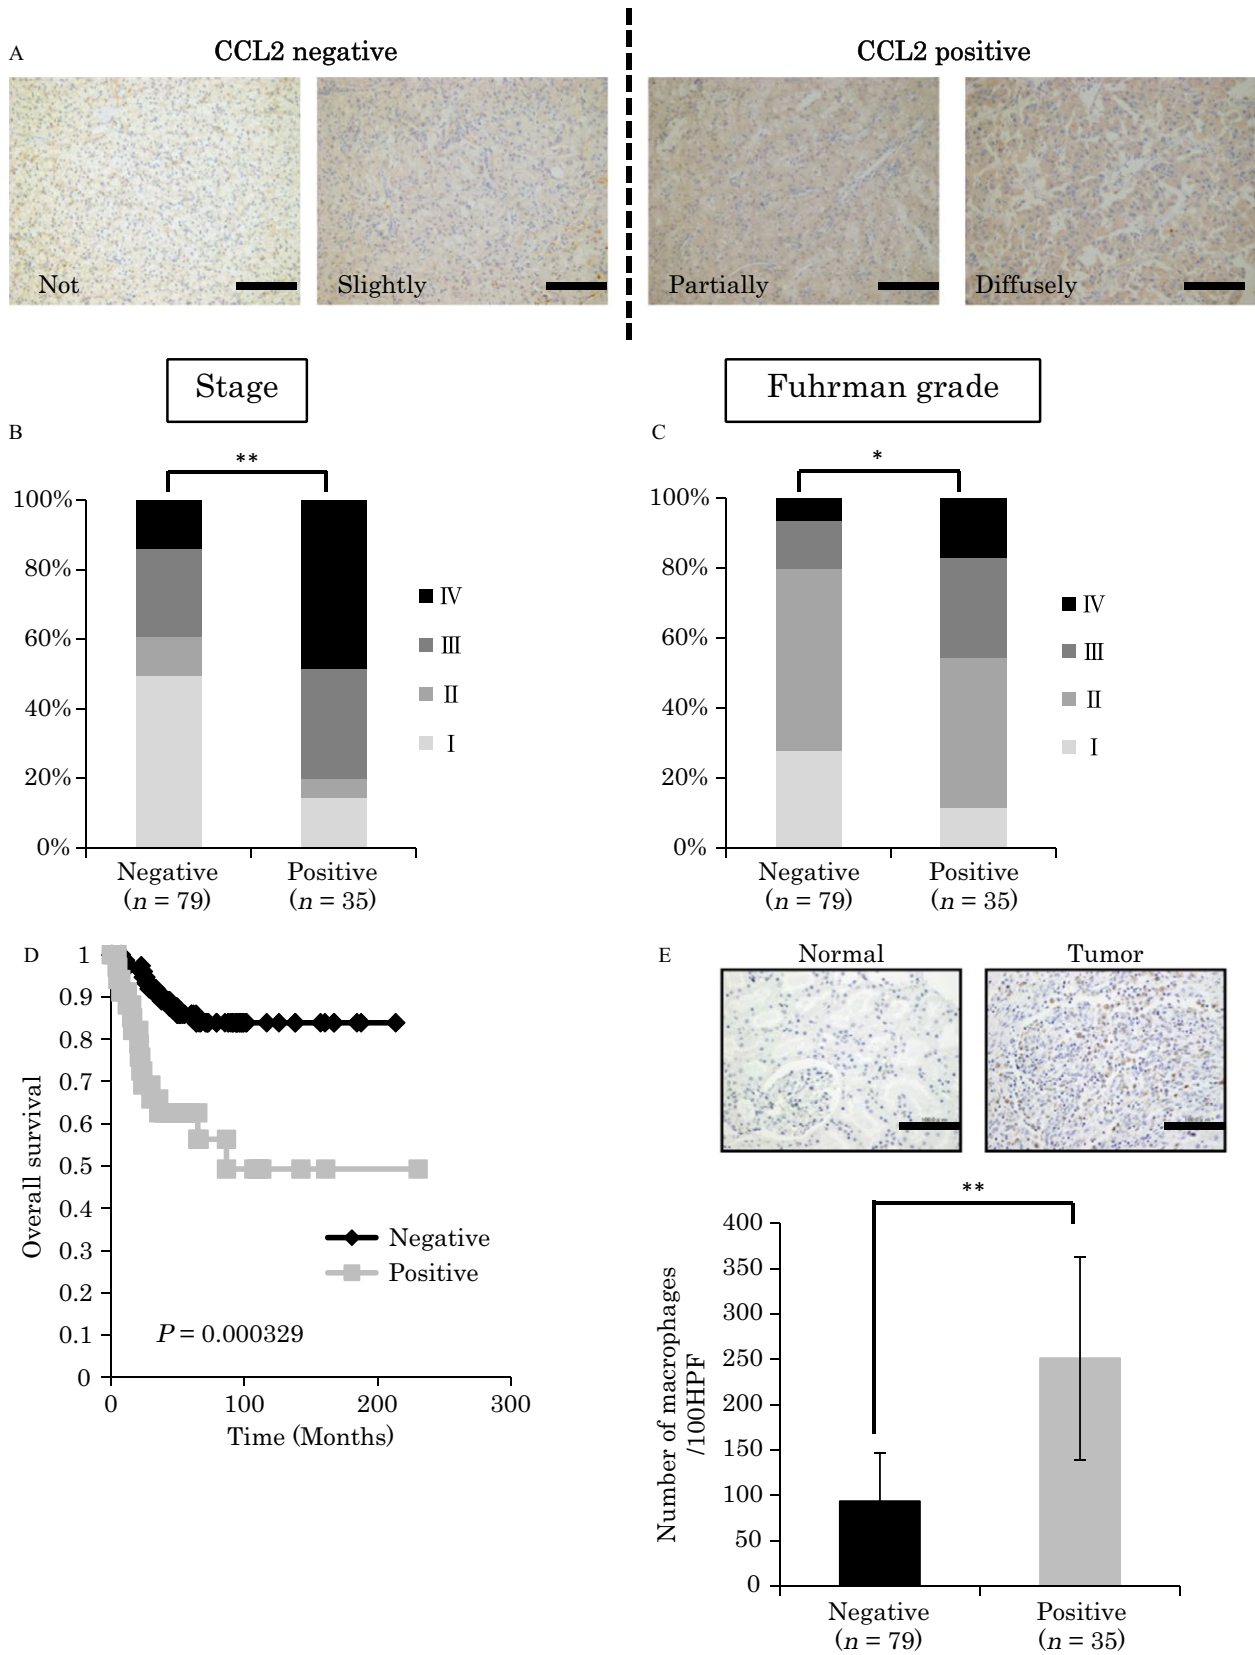 A
CCL2 negative
CCL2 positive
Not
Slightly
Partially
Diffusely
Stage
Fuhrman grade
B
**
100%
80%
60%
40%
20%
0%
Negative
(n = 79)
Positive
(n = 35)
Ⅳ
Ⅲ
Ⅱ
Ⅰ
C
*
100%
80%
60%
40%
20%
0%
Negative
(n = 79)
Positive
(n = 35)
Ⅳ
Ⅲ
Ⅱ
Ⅰ
D
Overall survival
1
0.9
0.8
0.7
0.6
0.5
0.4
0.3
0.2
0.1
0
Negative
Positive
P = 0.000329
0
100
200
300
Time (Months)
E
Normal
Tumor
**
Number of macrophages
/100HPF
400
350
300
250
200
150
100
50
0
Negative
(n = 79)
Positive
(n = 35)